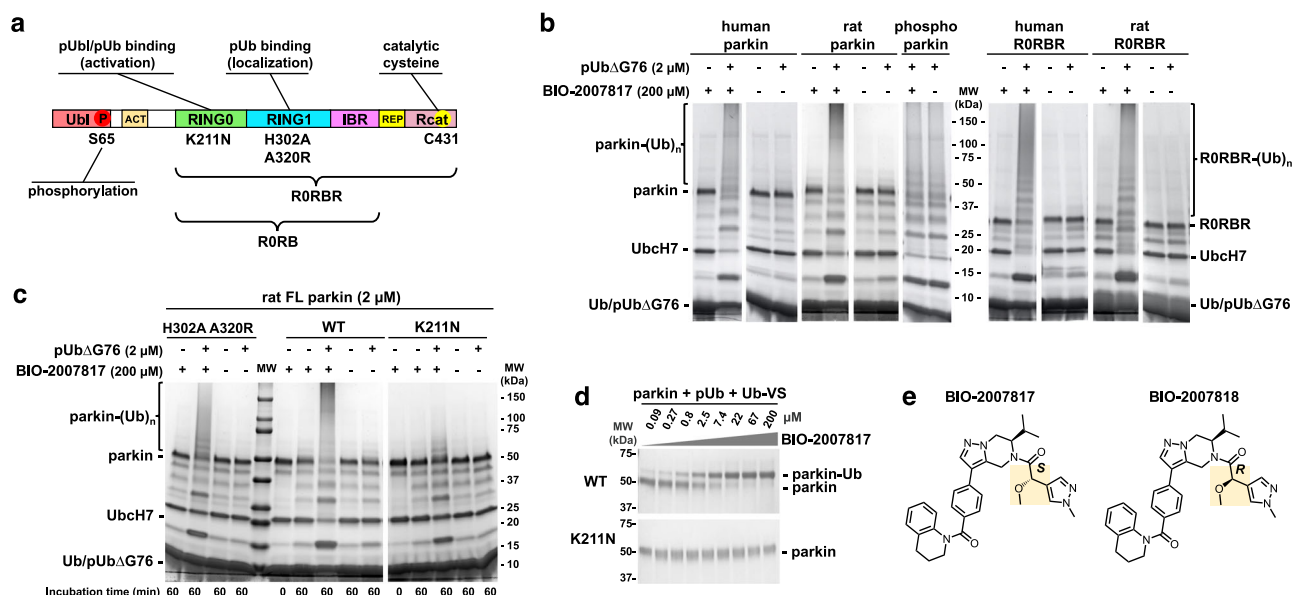 a
pUbl/pUb binding
(activation)
pUb binding
(localization)
catalytic
cysteine
Ubl P ACT RING0 RING1 IBR REP Rcat
S65 K211N H302A C431
A320R
phosphorylation
R0RBR
R0RB
b
human
parkin
rat
parkin
phospho
parkin
human
R0RBR
rat
R0RBR
pUbΔG76 (2 µM) - + - + - + - + + + - + - + - + - +
BIO-2007817 (200 µM) + + - - + + - - + - + + - - + + - -
MW
(kDa)
parkin-(Ub)n
parkin
UbcH7
Ub/pUbΔG76
- 150 -
- 100 -
- 75 -
- 50 -
37-
- 25 -
- 20 -
- 15 -
- 10 -
R0RBR-(Ub)n
R0RBR
UbcH7
Ub/pUbΔG76
c
rat FL parkin (2 µM)
H302A A320R WT K211N
pUbΔG76 (2 µM) - + - + - - + - + - - + - +
BIO-2007817 (200 µM) + + - - MW + + + - - + + + - -
MW
(kDa)
parkin-(Ub)n
parkin
UbcH7
Ub/pUbΔG76
- 150
- 100
- 75
- 50
- 37
- 25
- 20
- 15
- 10
Incubation time (min) 60 60 60 60 0 60 60 60 60 0 60 60 60 60
d
parkin + pUb + Ub-VS
0.09 0.27 0.8 2.5 7.4 22 67 200 µM
MW
(kDa)
BIO-2007817
75-
WT
50-
37-
parkin-Ub
parkin
75-
K211N
50-
37-
parkin
e
BIO-2007817
N
N
N
O
S
O
N
N
N
O
BIO-2007818
N
N
N
O
R
O
N
N
N
O